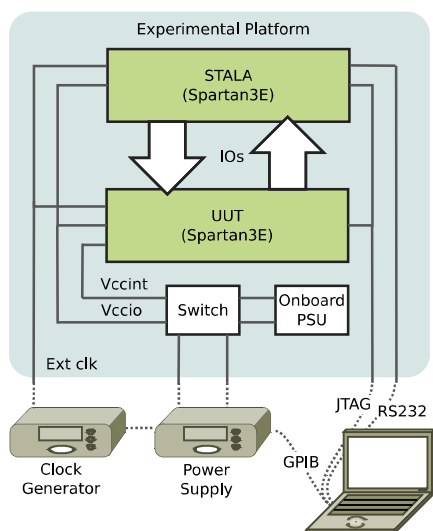 Experimental Platform
STALA
(Spartan3E)
IOs
UUT
(Spartan3E)
Vccint
Vccio
Switch
Onboard
PSU
Ext clk
JTAG
RS232
GPIB
Clock
Generator
Power
Supply